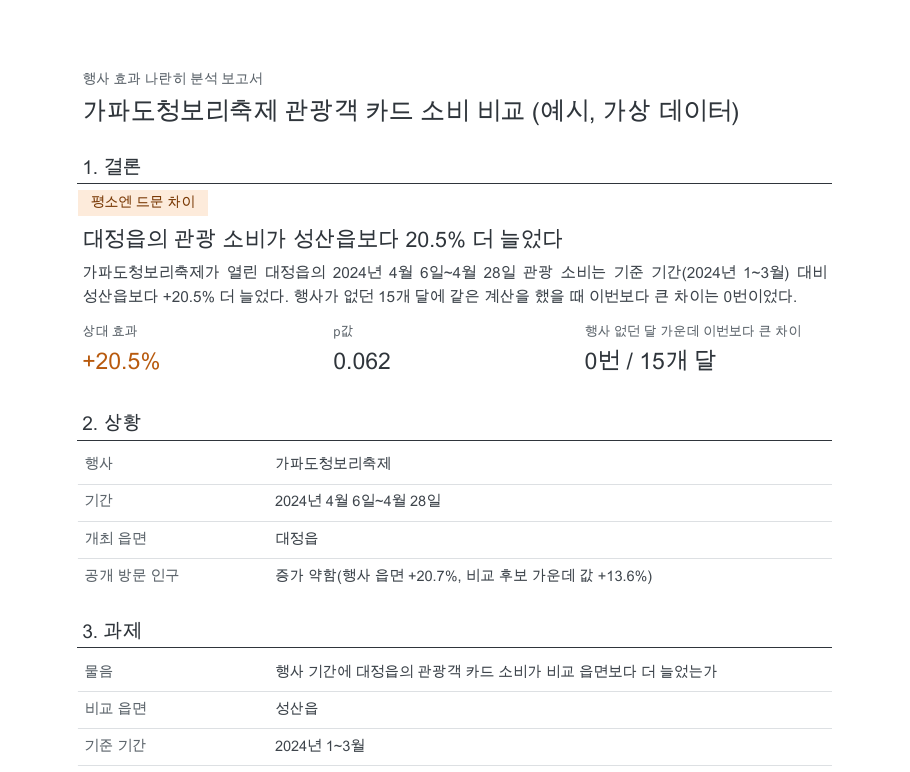 행사 효과 나란히 분석 보고서
가파도청보리축제 관광객 카드 소비 비교 (예시, 가상 데이터)
1. 결론
평소엔 드문 차이
대정읍의 관광 소비가 성산읍보다 20.5% 더 늘었다
가파도청보리축제가 열린 대정읍의 2024년 4월 6일~4월 28일 관광 소비는 기준 기간(2024년 1~3월) 대비
성산읍보다 +20.5% 더 늘었다. 행사가 없던 15개 달에 같은 계산을 했을 때 이번보다 큰 차이는 0번이었다.
상대 효과 p값 행사 없던 달 가운데 이번보다 큰 차이
+20.5% 0.062 0번 / 15개 달
2. 상황
행사 가파도청보리축제
기간 2024년 4월 6일~4월 28일
개최 읍면 대정읍
공개 방문 인구 증가 약함(행사 읍면 +20.7%, 비교 후보 가운데 값 +13.6%)
3. 과제
물음 행사 기간에 대정읍의 관광객 카드 소비가 비교 읍면보다 더 늘었는가
비교 읍면 성산읍
기준 기간 2024년 1~3월